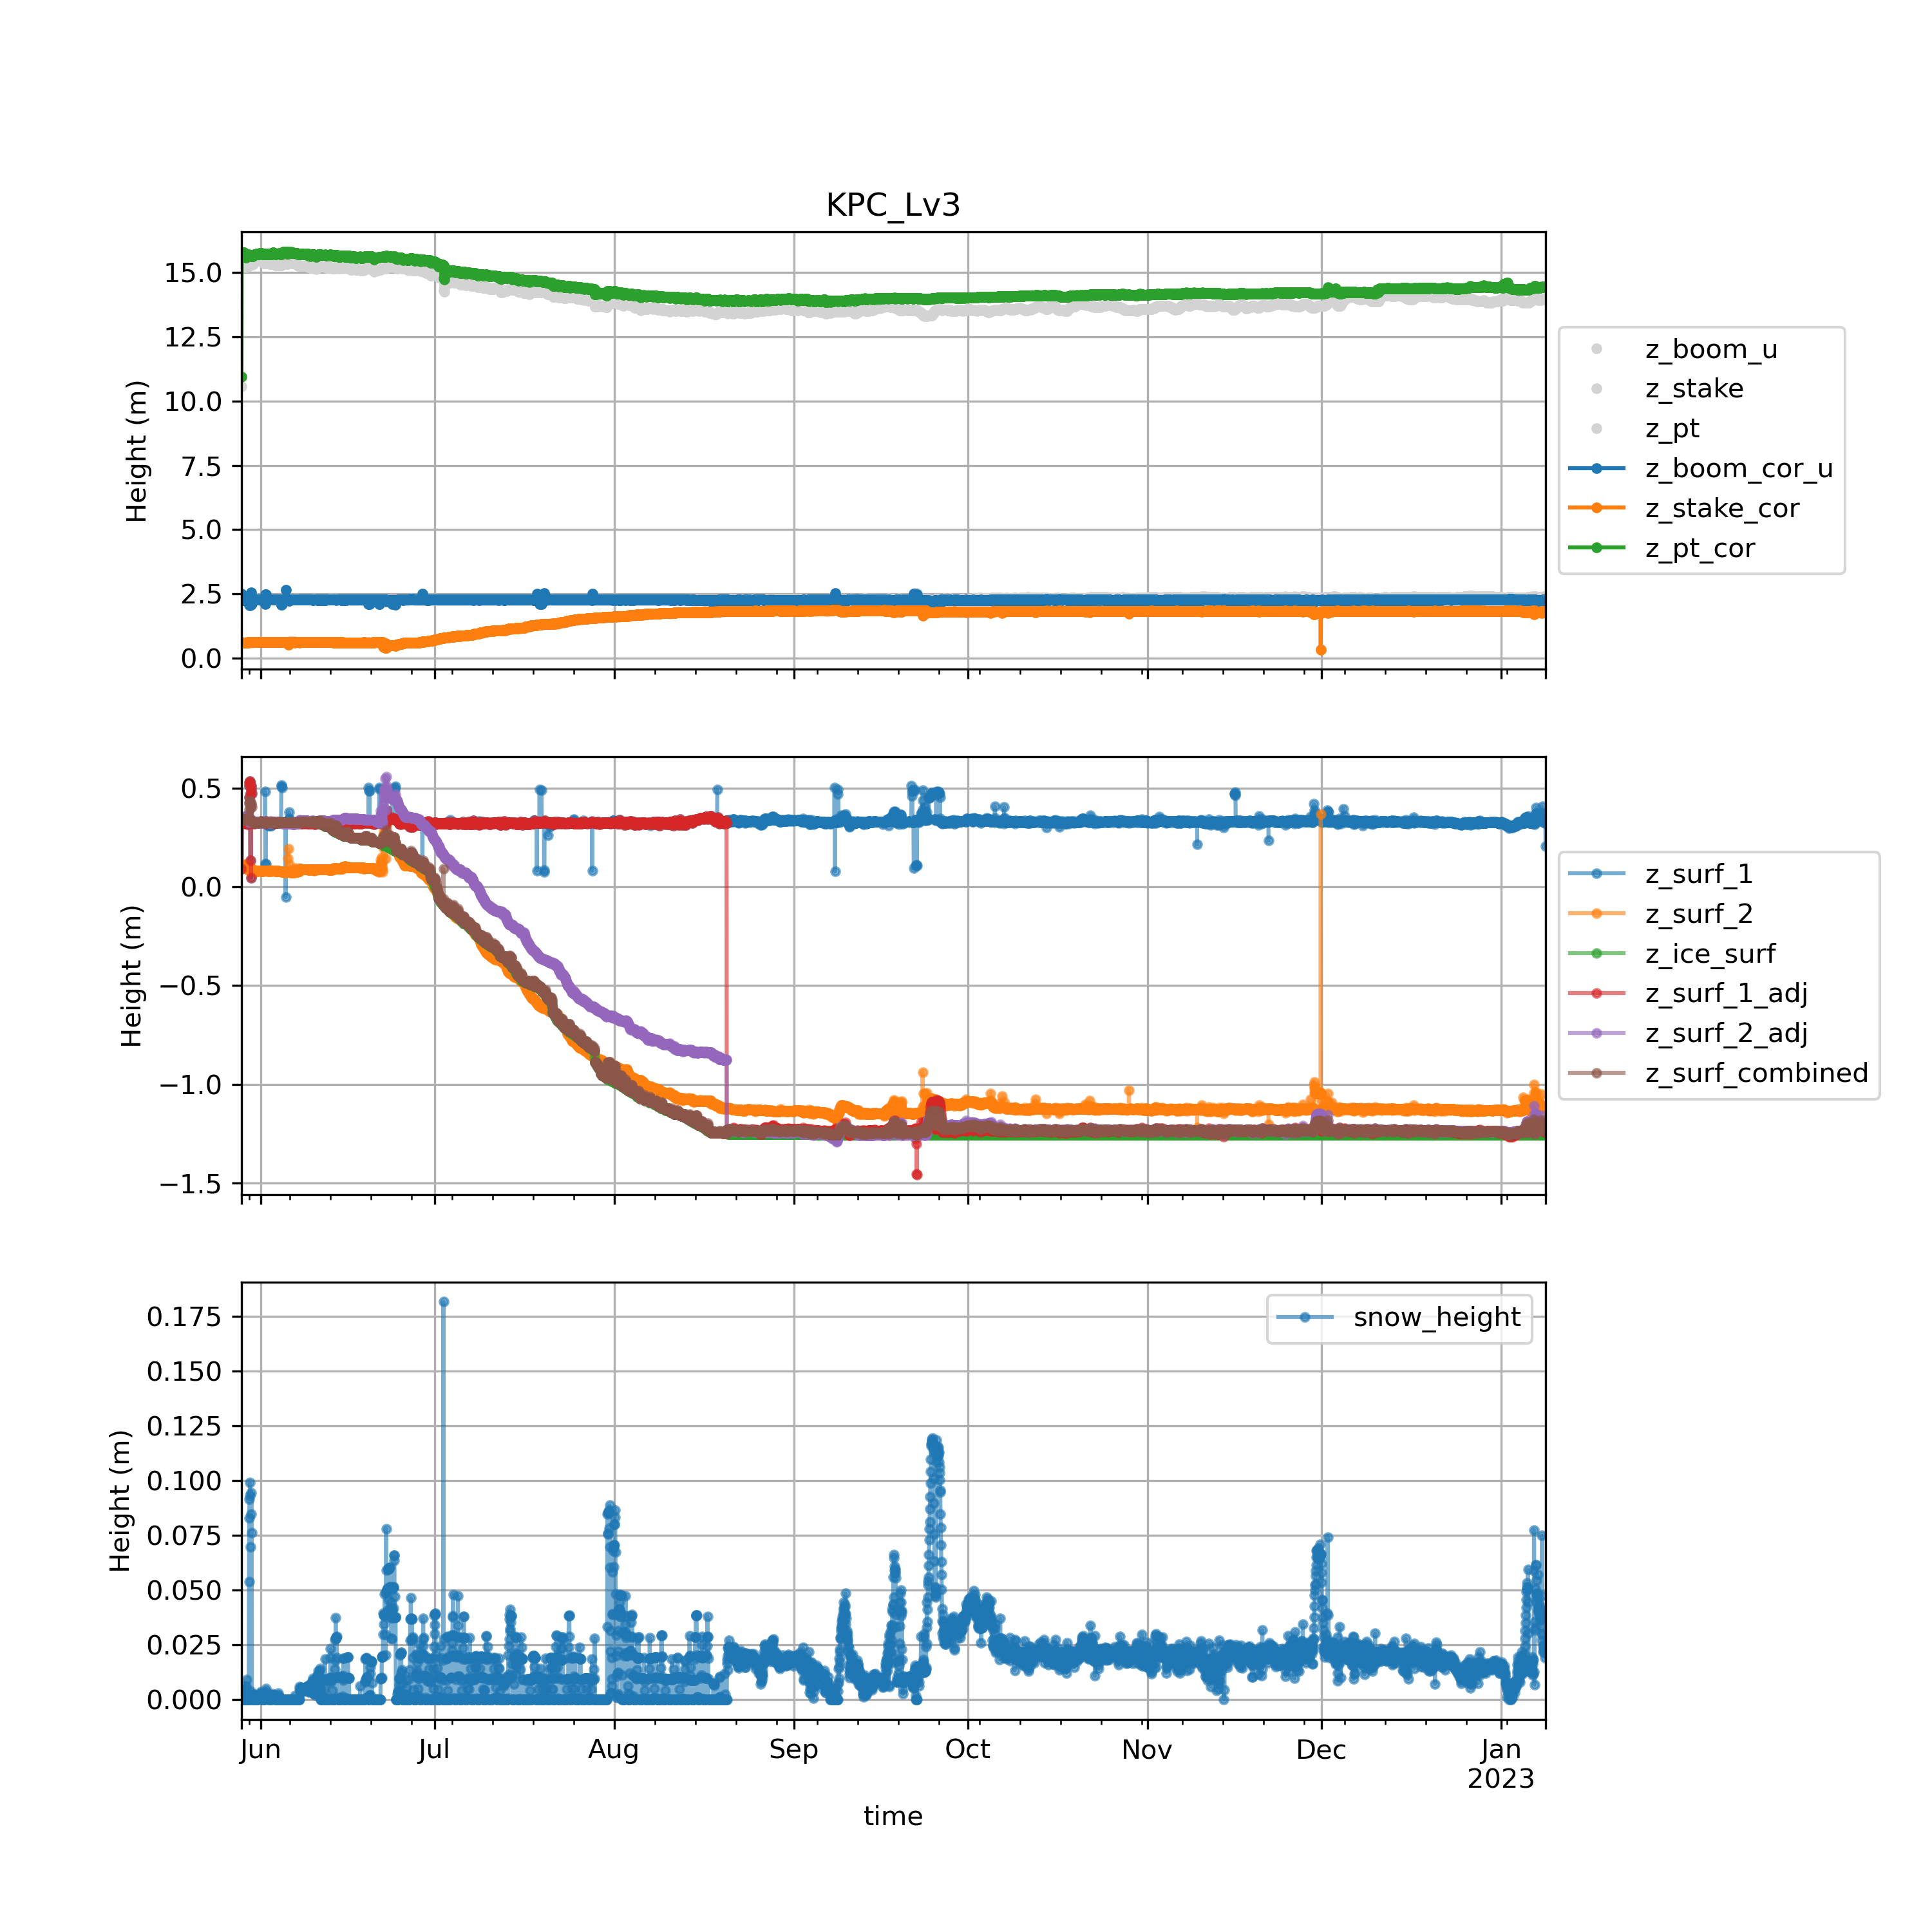 KPC_Lv3
15.0
12.5
10.0
7.5
5.0
2.5
0.0
Height (m)
z_boom_u
z_stake
z_pt
z_boom_cor_u
z_stake_cor
z_pt_cor
0.5
0.0
−0.5
−1.0
−1.5
Height (m)
z_surf_1
z_surf_2
z_ice_surf
z_surf_1_adj
z_surf_2_adj
z_surf_combined
0.175
0.150
0.125
0.100
0.075
0.050
0.025
0.000
Height (m)
snow_height
Jun Jul Aug Sep Oct Nov Dec Jan
2023
time